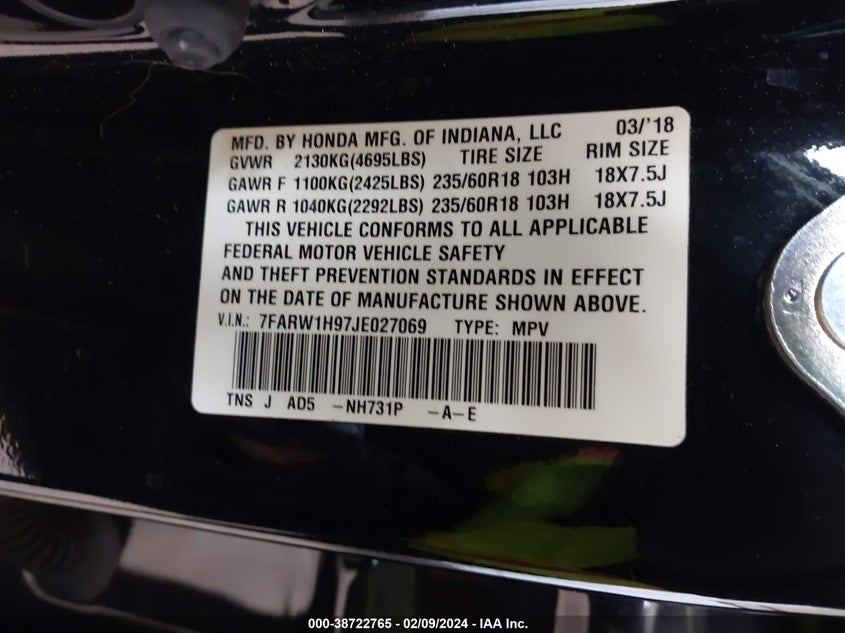 MFD. BY HONDA MFG. OF INDIANA, LLC 03/'18
GVWR 2130KG(4695LBS) TIRE SIZE RIM SIZE
GAWR F 1100KG(2425LBS) 235/60R18 103H 18X7.5J
GAWR R 1040KG(2292LBS) 235/60R18 103H 18X7.5J
THIS VEHICLE CONFORMS TO ALL APPLICABLE
FEDERAL MOTOR VEHICLE SAFETY
AND THEFT PREVENTION STANDARDS IN EFFECT
ON THE DATE OF MANUFACTURE SHOWN ABOVE.
V.I.N.: 7FARW1H97JE027069 TYPE: MPV
TNS J AD5 -NH731P -A-E
000-38722765 - 02/09/2024 - IAA Inc.